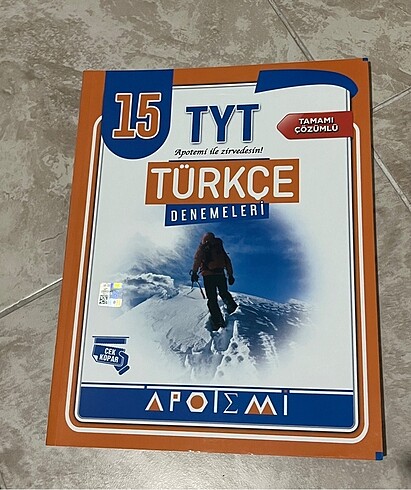 15
TYT
TAMAMI
ÇÖZÜMLÜ
Apotemi ile zirvedesin!
TÜRKÇE
DENEMELERİ
ÇEK
KOPAR
APOTEMİ